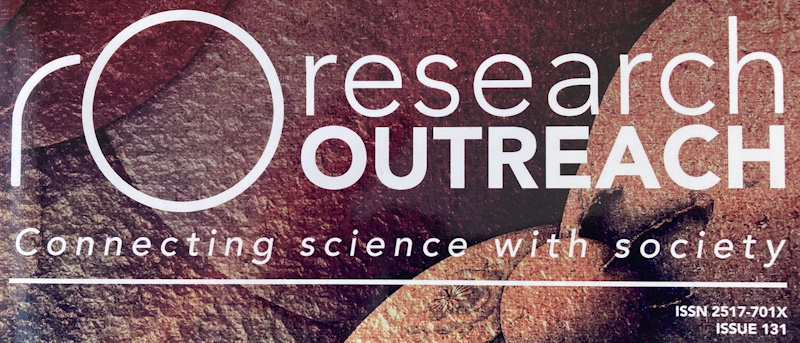 rO
research
OUTREACH
Connecting science with society
ISSN 2517-701X
ISSUE 131